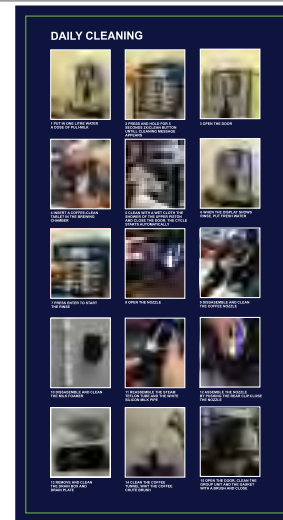 DAILY CLEANING
1 PUT IN ONE LITRE WATER
A DOSE OF PULI-MILK
2 PRESS AND HOLD FOR 5
SECONDS 2XCLEAN BUTTON
UNTILL CLEANING MESSAGE
APPEARS
3 OPEN THE DOOR
4 INSERT A COFFEE-CLEAN
TABLET IN THE BREWING
CHAMBER
5 CLEAN WITH A WET CLOTH THE
SHOWER OF THE UPPER PISTON
AND CLOSE THE DOOR. THE CYCLE
STARTS AUTOMATICALLY
6 WHEN THE DISPLAY SHOWS
RINSE, PUT FRESH WATER
7 PRESS ENTER TO START
THE RINSE
8 OPEN THE NOZZLE
9 DISSASEMBLE AND CLEAN
THE COFFEE NOZZLE
10 DISSASEMBLE AND CLEAN
THE MILK FOAMER
11 REASSEMBLE THE STEAM
TEFLON TUBE AND THE WHITE
SILICON MILK PIPE
12 ASSEMBLE THE NOZZLE
BY PUSHING THE REAR CLIP. CLOSE
THE NOZZLE
13 REMOVE AND CLEAN
THE DRAIN BOX AND
DRAIN PLATE
14 CLEAN THE COFFEE
TUNNEL WHIT THE COFFEE
CHUTE BRUSH
15 OPEN THE DOOR, CLEAN THE
GROUP UNIT AND THE GASKET
WITH A BRUSH AND CLOSE